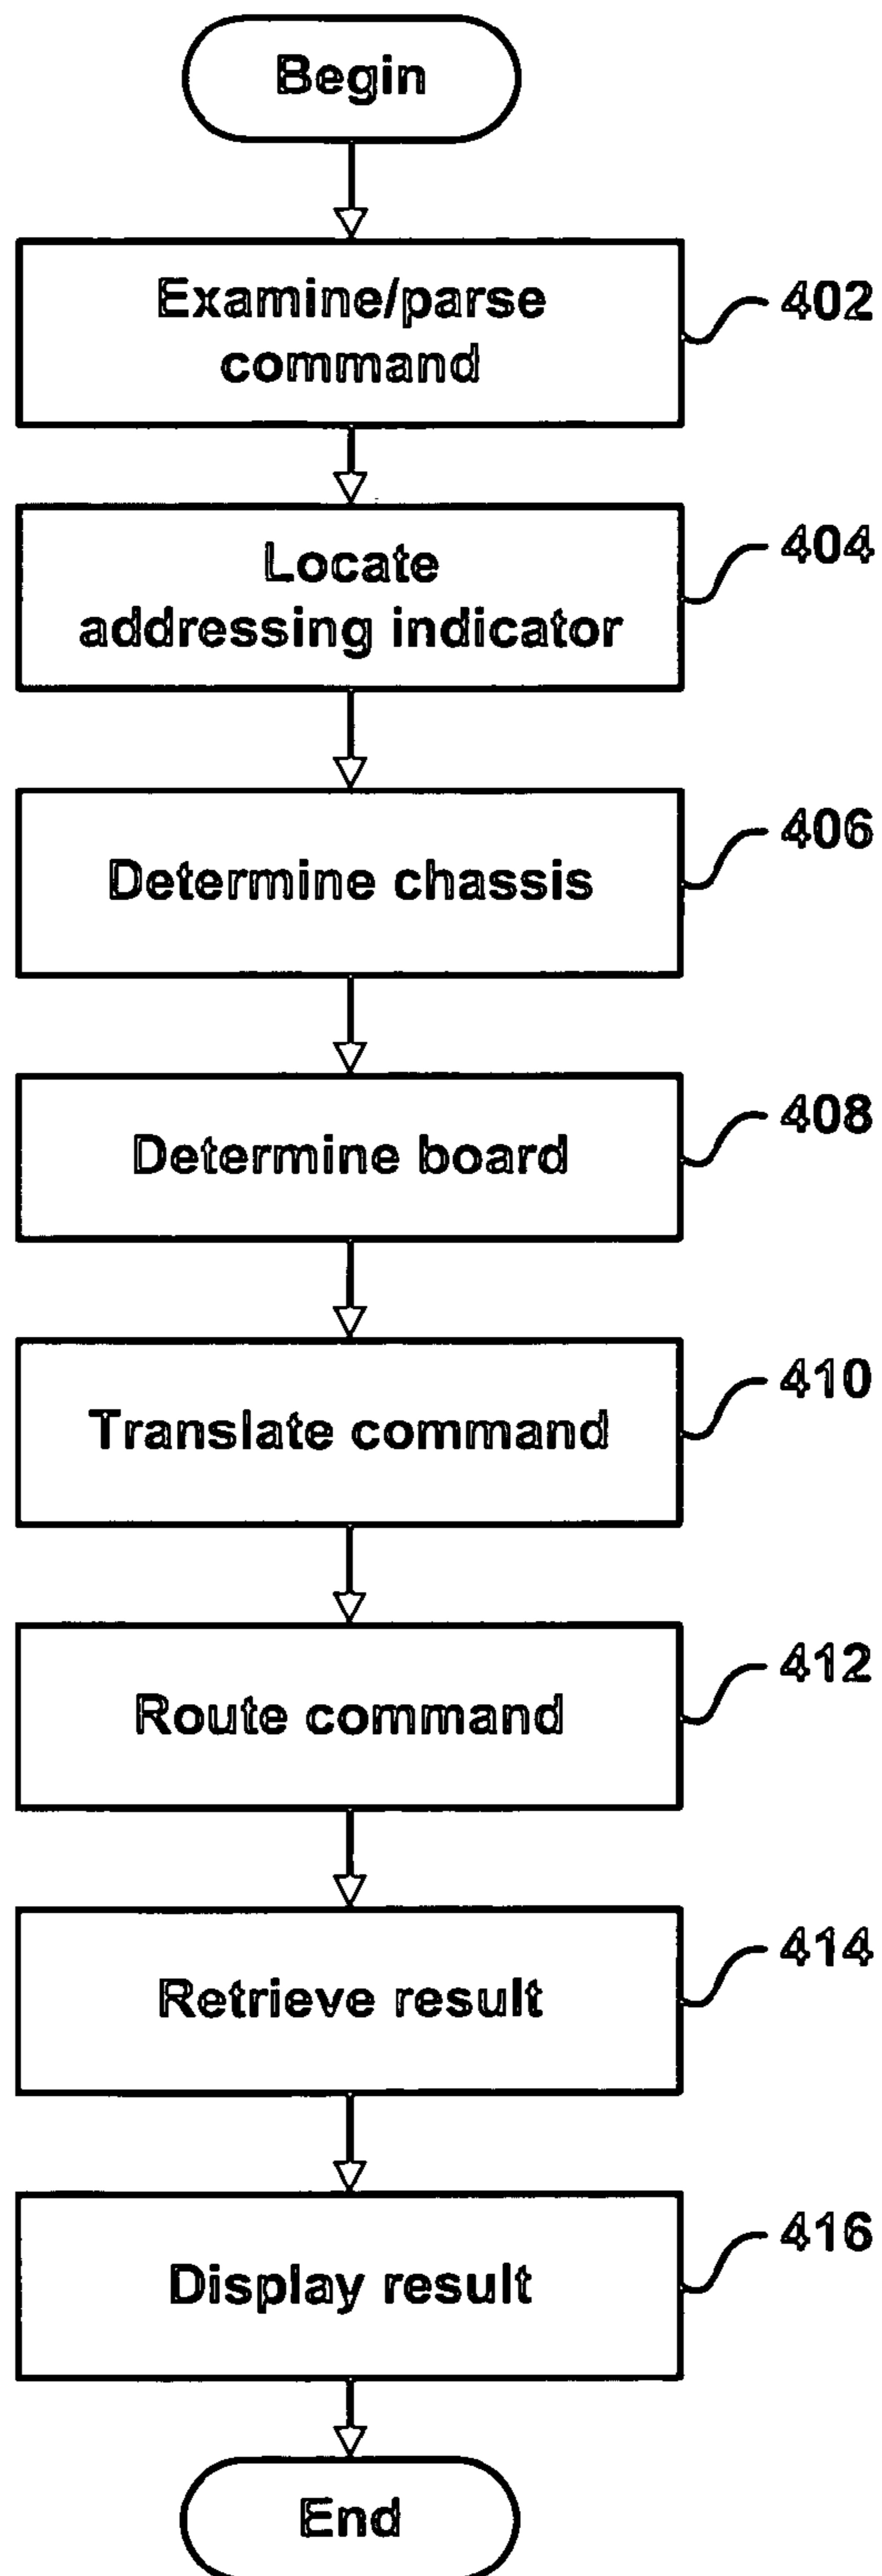 Begin
Examine/parse
command
402
Locate
addressing indicator
404
Determine chassis
406
Determine board
408
Translate command
410
Route command
412
Retrieve result
414
Display result
416
End